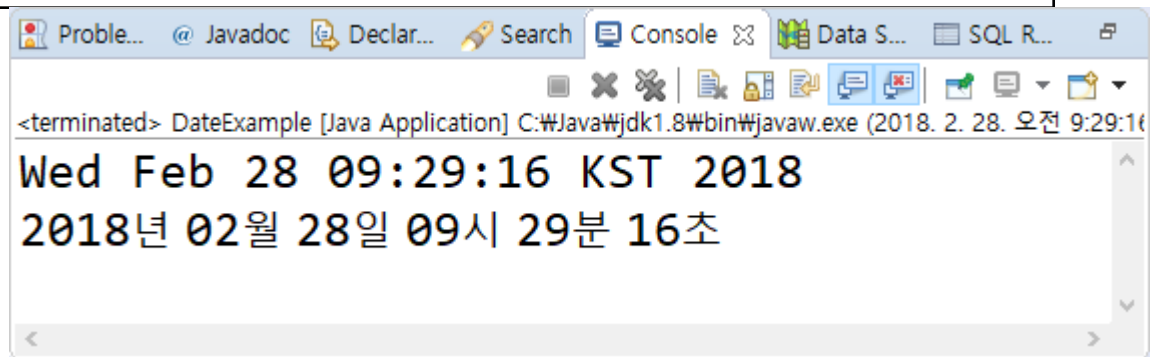 Proble... @ Javadoc Declar... Search Console Data S... SQL R...
<terminated> DateExample [Java Application] C:₩Java₩jdk1.8₩bin₩javaw.exe (2018. 2. 28. 오전 9:29:16
Wed Feb 28 09:29:16 KST 2018
2018년 02월 28일 09시 29분 16초